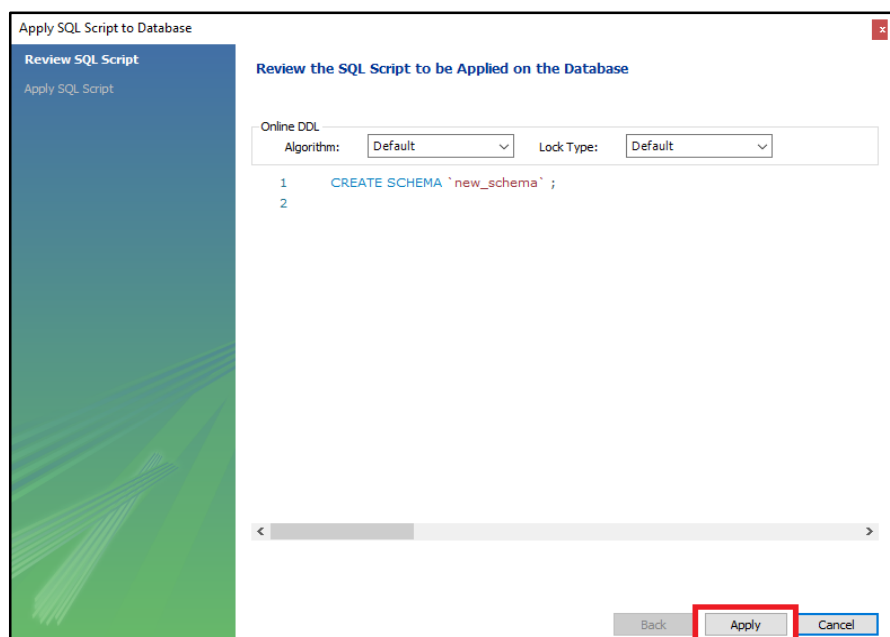 Apply SQL Script to Database
x
Review SQL Script
Apply SQL Script
Review the SQL Script to be Applied on the Database
Online DDL
Algorithm: Default Lock Type: Default
1 CREATE SCHEMA `new_schema` ;
2
Back Apply Cancel